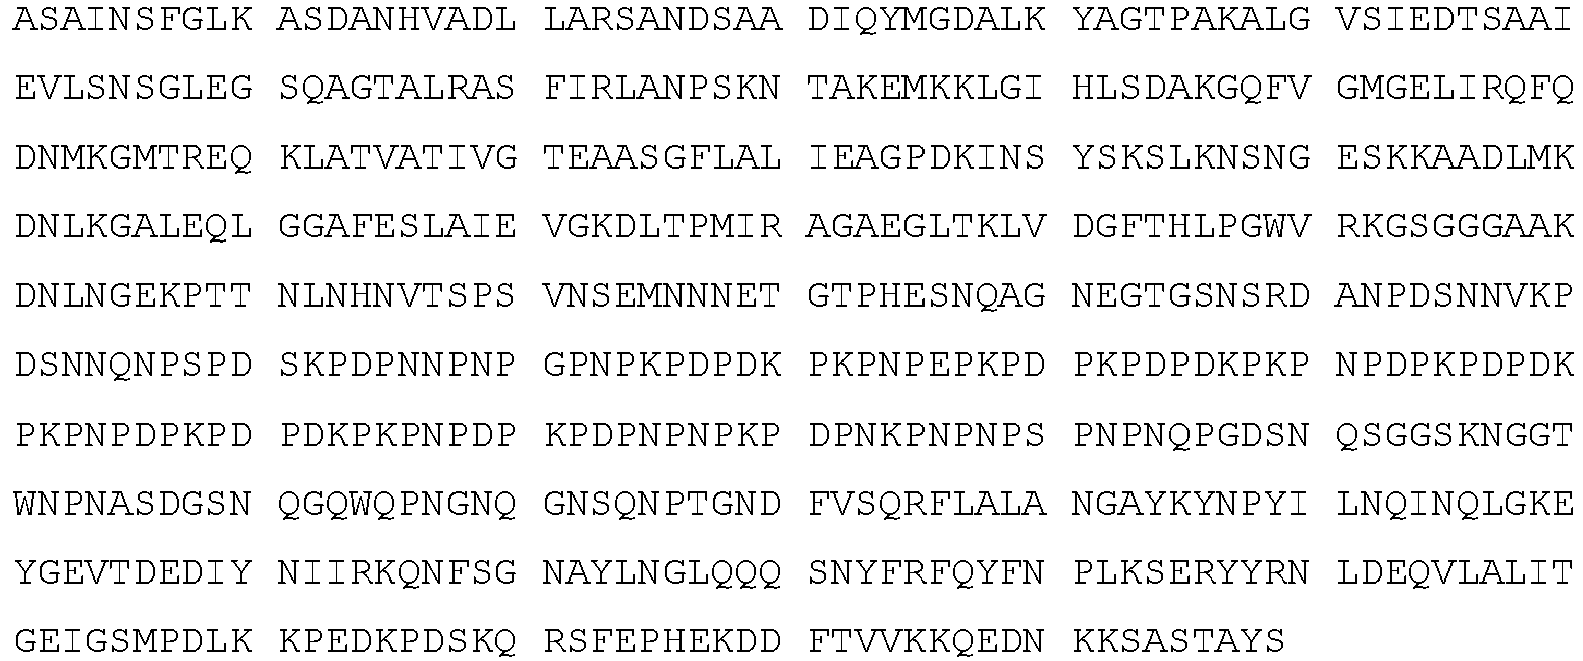 ASAINSFGLK ASDANHVADL LARSANDSAA DIQYMGDALK YAGTPAKALG VSIEDTSAAI
EVLSNSGLEG SQAGTALRAS FIRLANPSKN TAKEMKKLGI HLSDAKGQFV GMGELIRQFQ
DNMKGMTREQ KLATVATIVG TEAASGFLAL IEAGPDKINS YSKSLKNSNG ESKKAADLMK
DNLKGALEQL GGAFESLAIE VGKDLTPMIR AGAEGLTKLV DGFTHLPGWV RKGSGGGAAK
DNLNGEKPTT NLNHNVTSPS VNSEMNNNET GTPHESNQAG NEGTGSNSRD ANPDSNNVKP
DSNNQNPSPD SKPDPNNPNP GPNPKPDPDK PKPNPEPKPD PKPDPDKPKP NPDPKPDPDK
PKPNPDPKPD PDKPKPNPDP KPDPNPNPKP DPNKPNPNPS PNPNQPGDSN QSGGSKNGGT
WNPNASDGSN QGQWQPNGNQ GNSQNPTGND FVSQRFLALA NGAYKYNPYI LNQINQLGKE
YGEVTDEDIY NIIRKQNFSG NAYLNGLQQQ SNYFRFQYFN PLKSERYYRN LDEQVLALIT
GEIGSMPDLK KPEDKPDSKQ RSFEPHEKDD FTVVKKQEDN KKSASTAYS